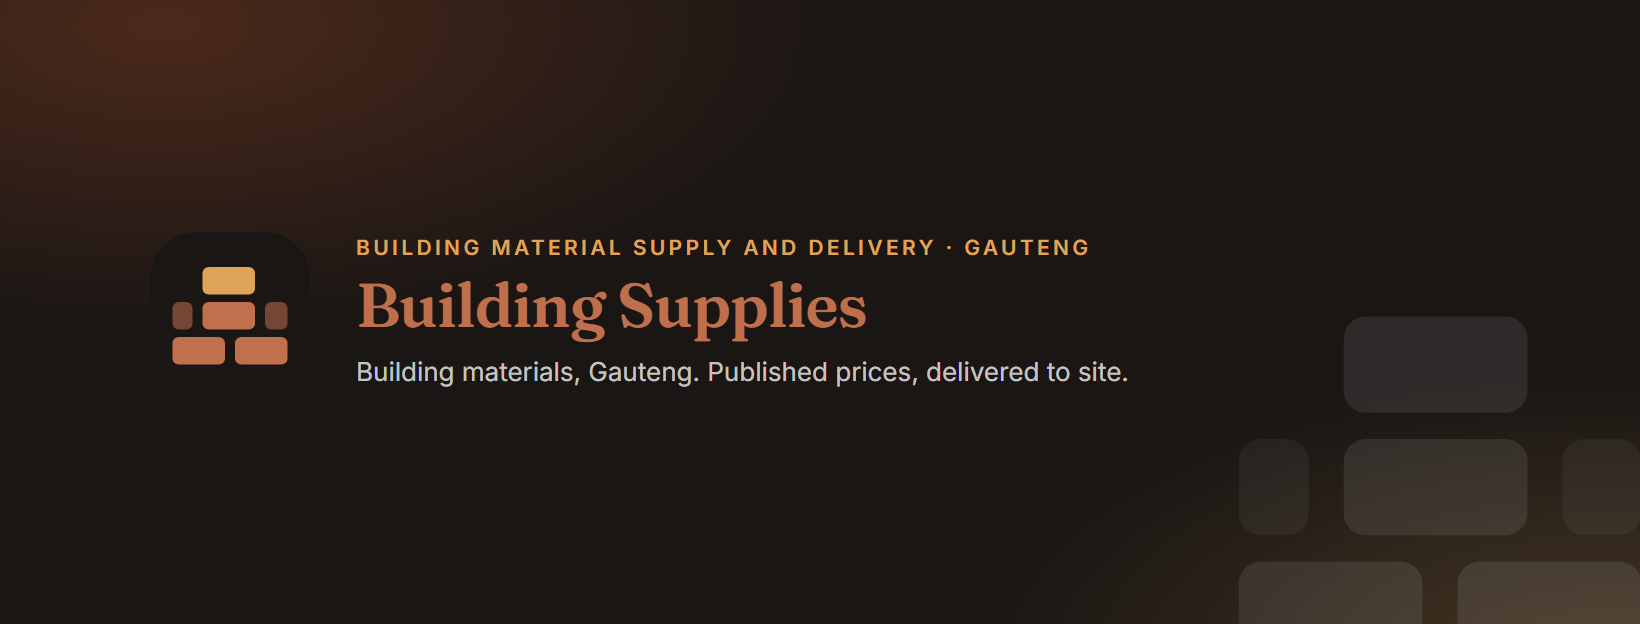 BUILDING MATERIAL SUPPLY AND DELIVERY · GAUTENG
Building Supplies
Building materials, Gauteng. Published prices, delivered to site.